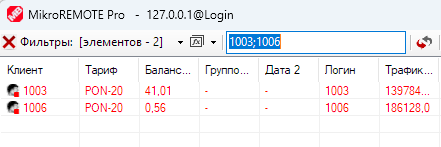 MikroREMOTE Pro - 127.0.0.1@Login
Фильтры: [элементов - 2] 1003;1006
Клиент Тариф Баланс... Группо... Дата 2 Логин Трафик...
1003 PON-20 41,01 - - 1003 139784...
1006 PON-20 0,56 - - 1006 186128,0